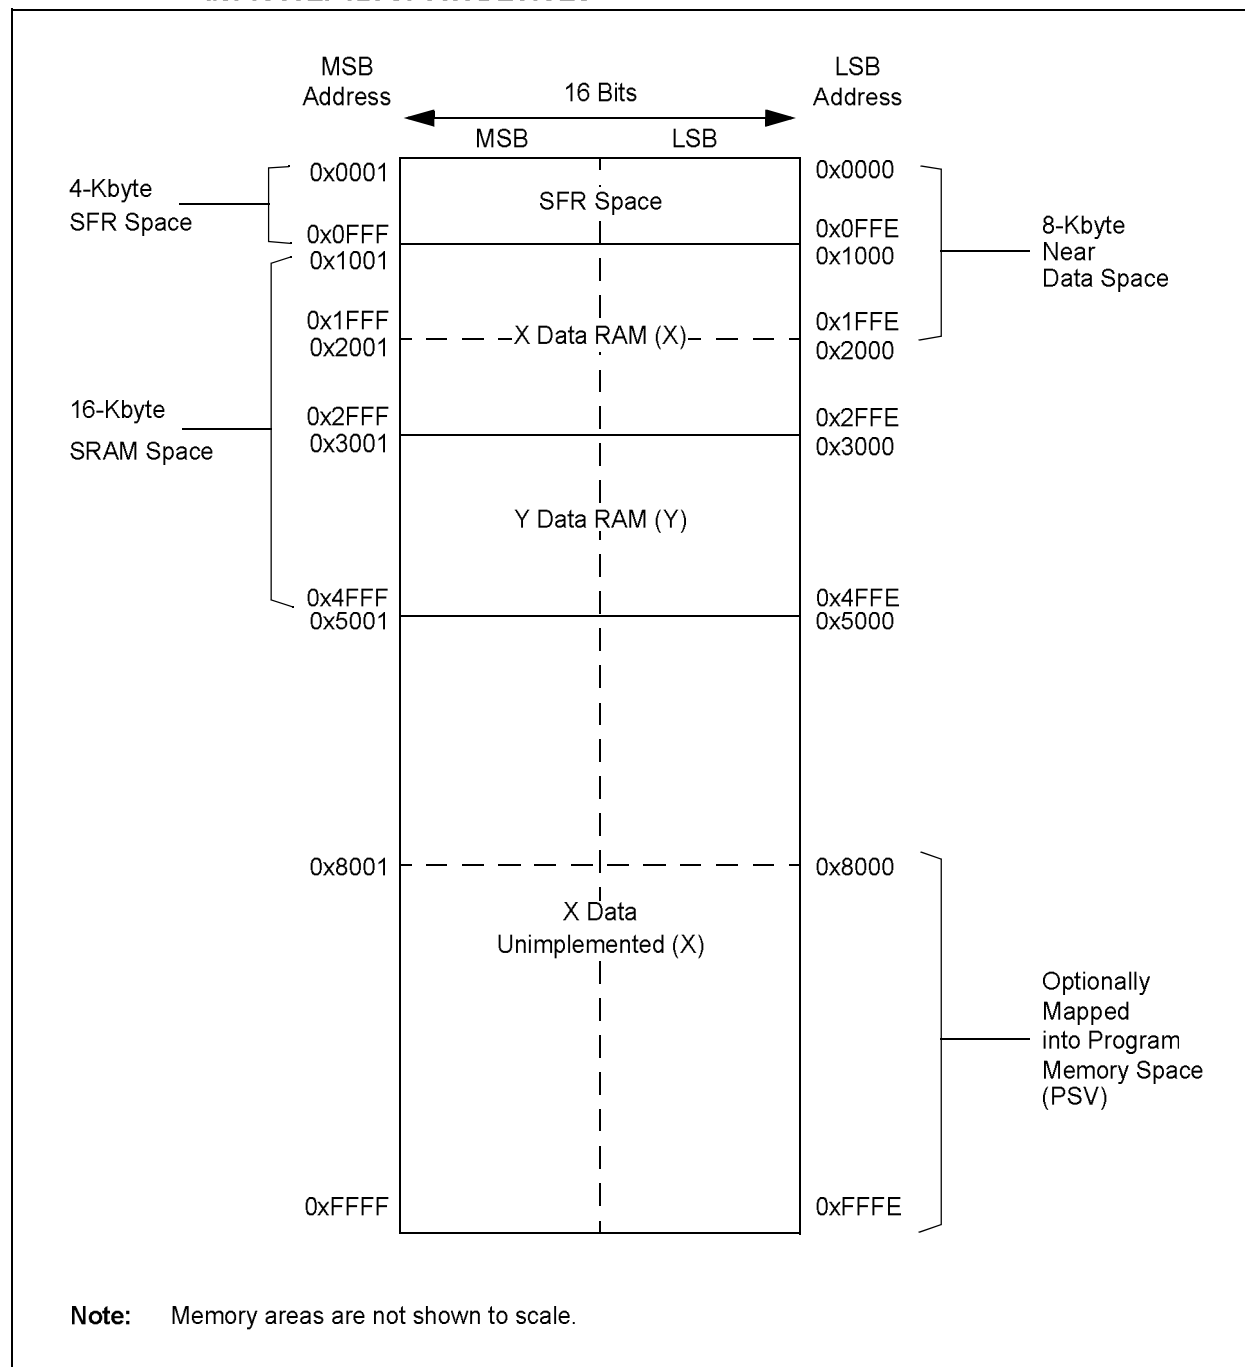 MSB
Address
LSB
Address
16 Bits
MSB LSB
4-Kbyte
SFR Space
0x0001
0x0FFF
0x1001
0x1FFF
0x2001
16-Kbyte
SRAM Space
0x2FFF
0x3001
0x4FFF
0x5001
0x8001
0xFFFF
SFR Space
X Data RAM (X)
Y Data RAM (Y)
X Data
Unimplemented (X)
0x0000
0x0FFE
0x1000
0x1FFE
0x2000
0x2FFE
0x3000
0x4FFE
0x5000
0x8000
0xFFFE
8-Kbyte
Near
Data Space
Optionally
Mapped
into Program
Memory Space
(PSV)
Note: Memory areas are not shown to scale.